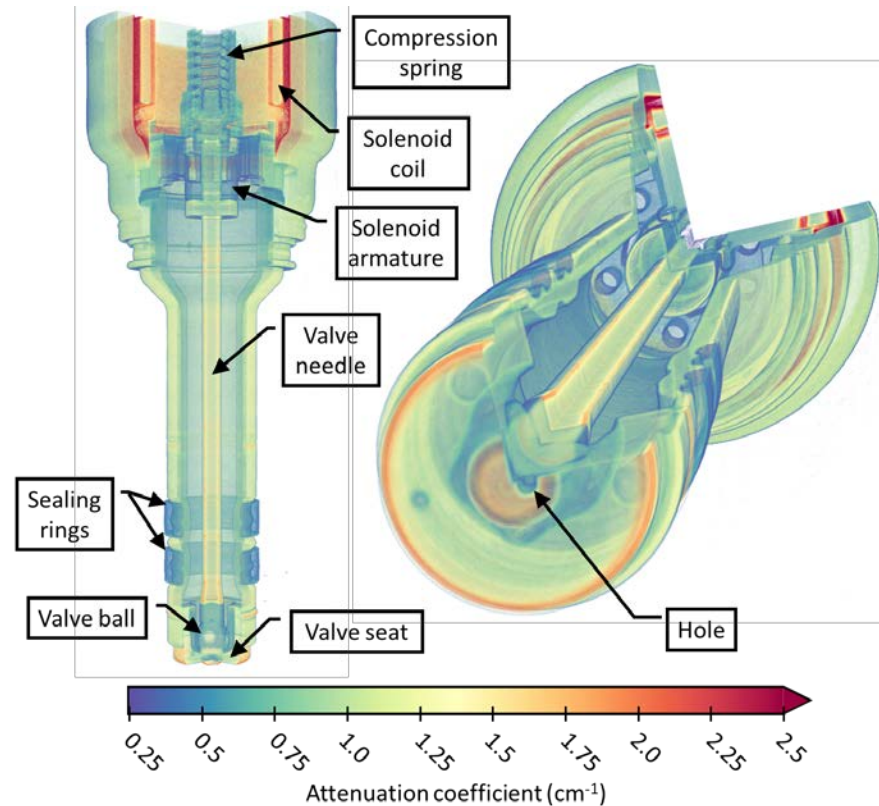 Compression
spring
Solenoid
coil
Solenoid
armature
Valve
needle
Sealing
rings
Valve ball
Valve seat
Hole
0.25
0.5
0.75
1.0
1.25
1.5
1.75
2.0
2.25
2.5
Attenuation coefficient (cm⁻¹)